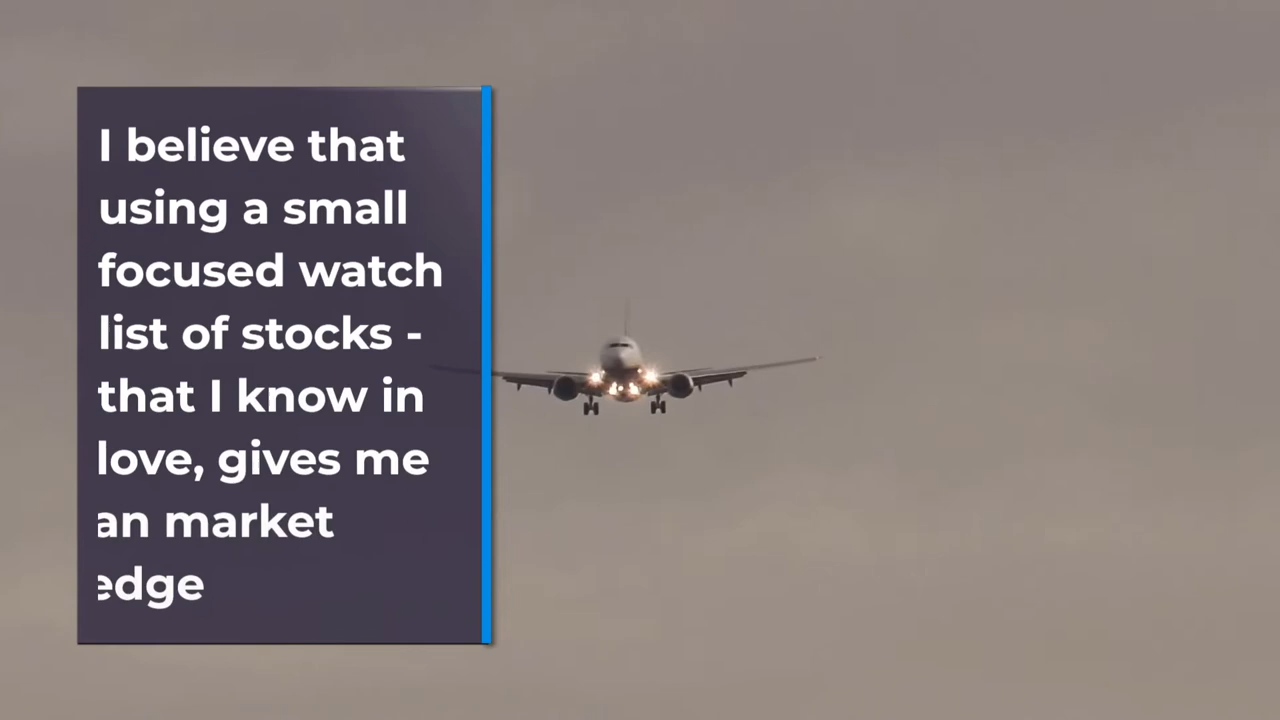 I believe that
using a small
focused watch
list of stocks -
that I know in
love, gives me
an market
edge